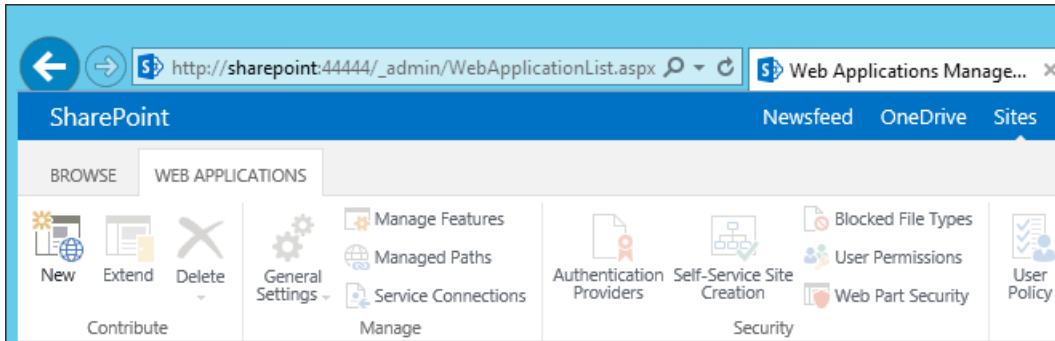 http://sharepoint:44444/_admin/WebApplicationList.aspx
Web Applications Manage...
SharePoint
Newsfeed OneDrive Sites
BROWSE WEB APPLICATIONS
New
Extend
Delete
General
Settings
Manage Features
Managed Paths
Service Connections
Authentication
Providers
Self-Service Site
Creation
Blocked File Types
User Permissions
Web Part Security
User
Policy
Contribute
Manage
Security